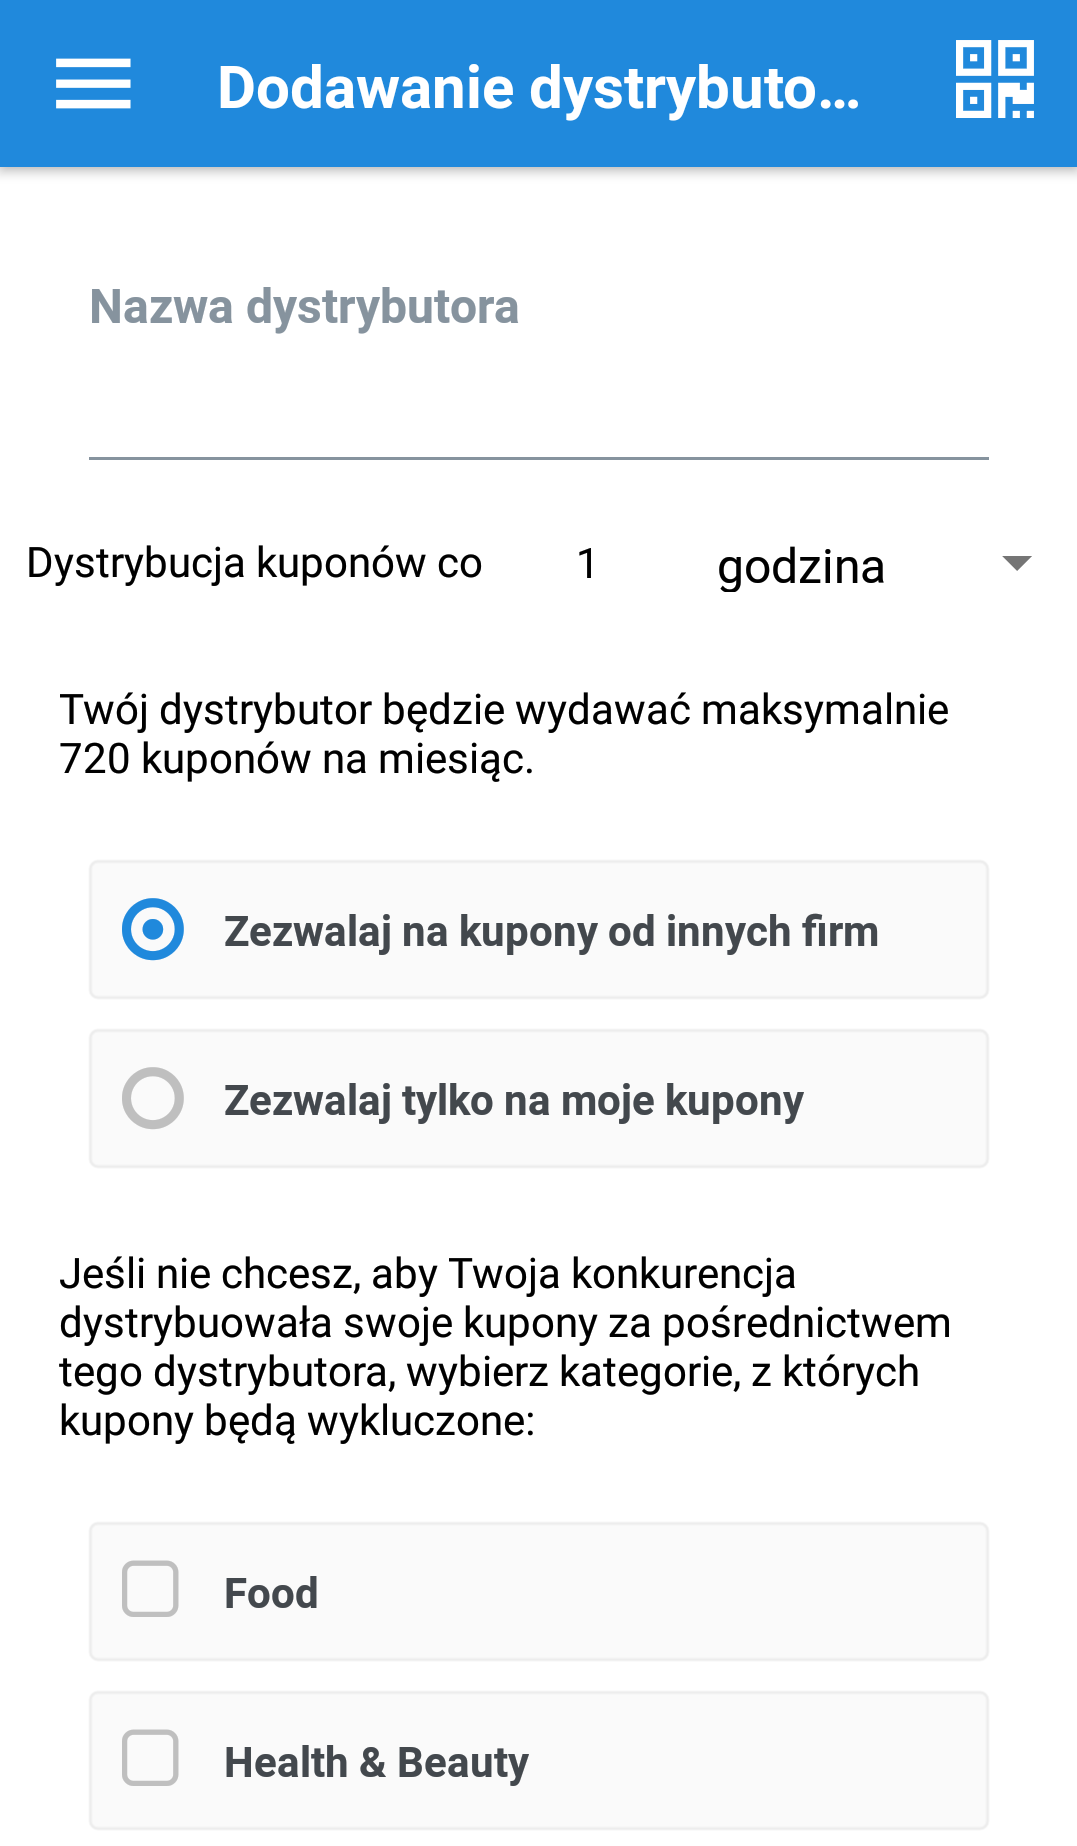 Dodawanie dystrybuto...
Nazwa dystrybutora
Dystrybucja kuponów co 1 godzina
Twój dystrybutor będzie wydawać maksymalnie
720 kuponów na miesiąc.
Zezwalaj na kupony od innych firm
Zezwalaj tylko na moje kupony
Jeśli nie chcesz, aby Twoja konkurencja
dystrybuowała swoje kupony za pośrednictwem
tego dystrybutora, wybierz kategorie, z których
kupony będą wykluczone:
Food
Health & Beauty